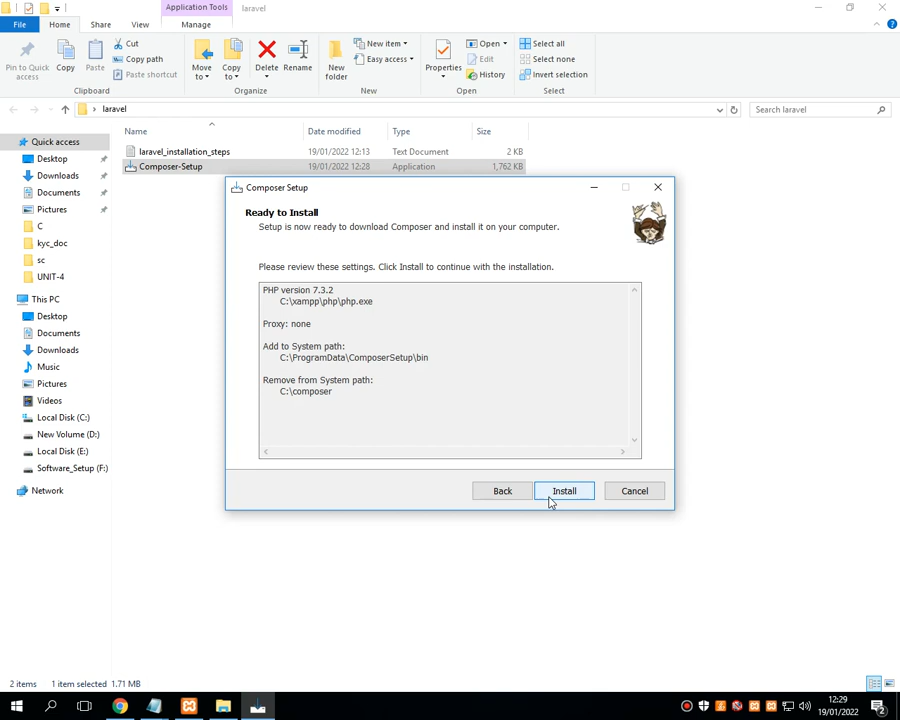 Application Tools
laravel
File
Home
Share
View
Manage
Pin to Quick access
Copy
Paste
Cut
Copy path
Paste shortcut
Clipboard
Move to
Copy to
Delete
Rename
Organize
New folder
New item
Easy access
New
Properties
Open
Edit
History
Open
Select all
Select none
Invert selection
Select
laravel
Search laravel
Quick access
Desktop
Downloads
Documents
Pictures
C
kyc_doc
sc
UNIT-4
This PC
Desktop
Documents
Downloads
Music
Pictures
Videos
Local Disk (C:)
New Volume (D:)
Local Disk (E:)
Software_Setup (F:)
Network
Name
Date modified
Type
Size
laravel_installation_steps
19/01/2022 12:13
Text Document
2 KB
Composer-Setup
19/01/2022 12:28
Application
1,762 KB
Composer Setup
Ready to Install
Setup is now ready to download Composer and install it on your computer.
Please review these settings. Click Install to continue with the installation.
PHP version 7.3.2
C:\xampp\php\php.exe
Proxy: none
Add to System path:
C:\ProgramData\ComposerSetup\bin
Remove from System path:
C:\composer
Back
Install
Cancel
2 items
1 item selected 1.71 MB
12:29
19/01/2022
2